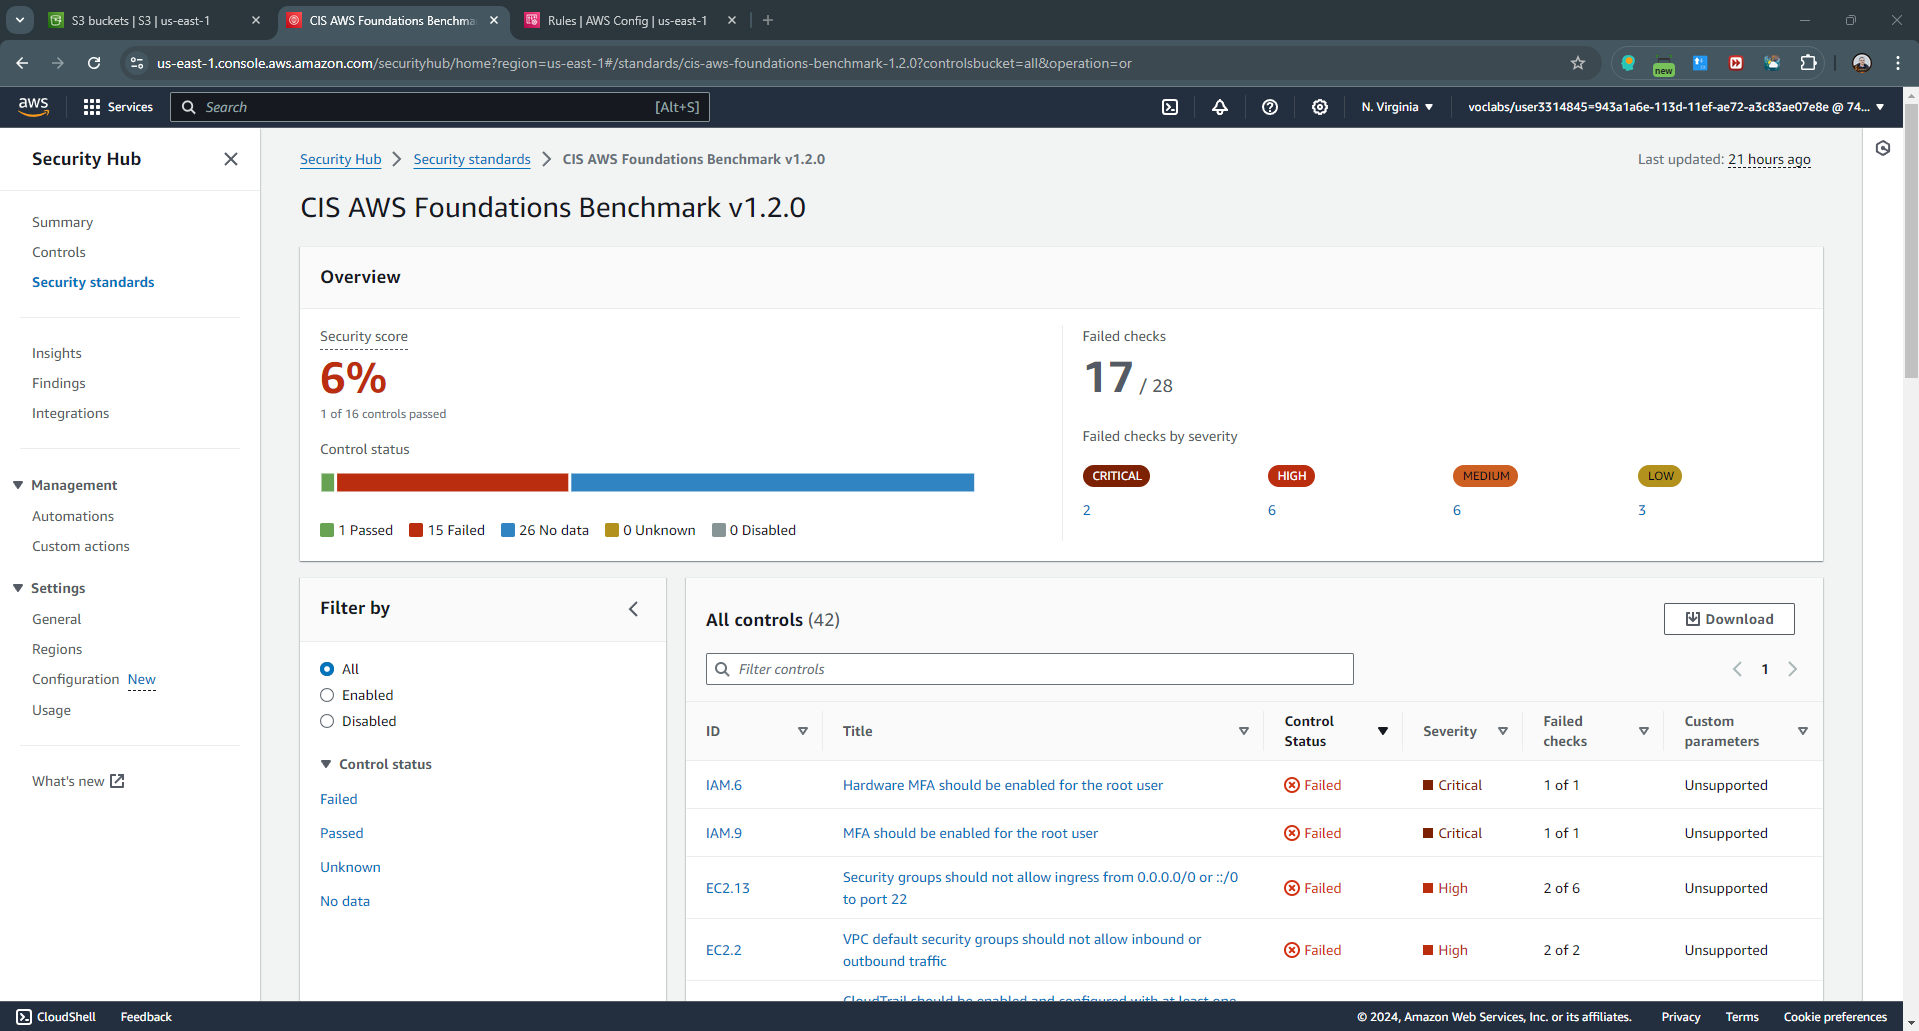 S3 buckets | S3 | us-east-1
CIS AWS Foundations Benchma
Rules | AWS Config | us-east-1
us-east-1.console.aws.amazon.com/securityhub/home?region=us-east-1#/standards/cis-aws-foundations-benchmark-1.2.0?controlsbucket=all&operation=or
new
aws
Services
Search
[Alt+S]
N. Virginia
voclabs/user3314845=943a1a6e-113d-11ef-ae72-a3c83ae07e8e @ 74...
Security Hub
Summary
Controls
Security standards
Insights
Findings
Integrations
Management
Automations
Custom actions
Settings
General
Regions
Configuration New
Usage
What's new
Security Hub > Security standards > CIS AWS Foundations Benchmark v1.2.0
Last updated: 21 hours ago
CIS AWS Foundations Benchmark v1.2.0
Overview
Security score
6%
1 of 16 controls passed
Control status
1 Passed 15 Failed 26 No data 0 Unknown 0 Disabled
Failed checks
17 / 28
Failed checks by severity
CRITICAL HIGH MEDIUM LOW
2 6 6 3
Filter by
All
Enabled
Disabled
Control status
Failed
Passed
Unknown
No data
All controls (42)
Download
Filter controls
1
ID Title Control Status Severity Failed checks Custom parameters
IAM.6 Hardware MFA should be enabled for the root user Failed Critical 1 of 1 Unsupported
IAM.9 MFA should be enabled for the root user Failed Critical 1 of 1 Unsupported
EC2.13 Security groups should not allow ingress from 0.0.0.0/0 or ::/0 to port 22 Failed High 2 of 6 Unsupported
EC2.2 VPC default security groups should not allow inbound or outbound traffic Failed High 2 of 2 Unsupported
CloudTrail should be enabled and configured with at least one
CloudShell
Feedback
© 2024, Amazon Web Services, Inc. or its affiliates.
Privacy
Terms
Cookie preferences